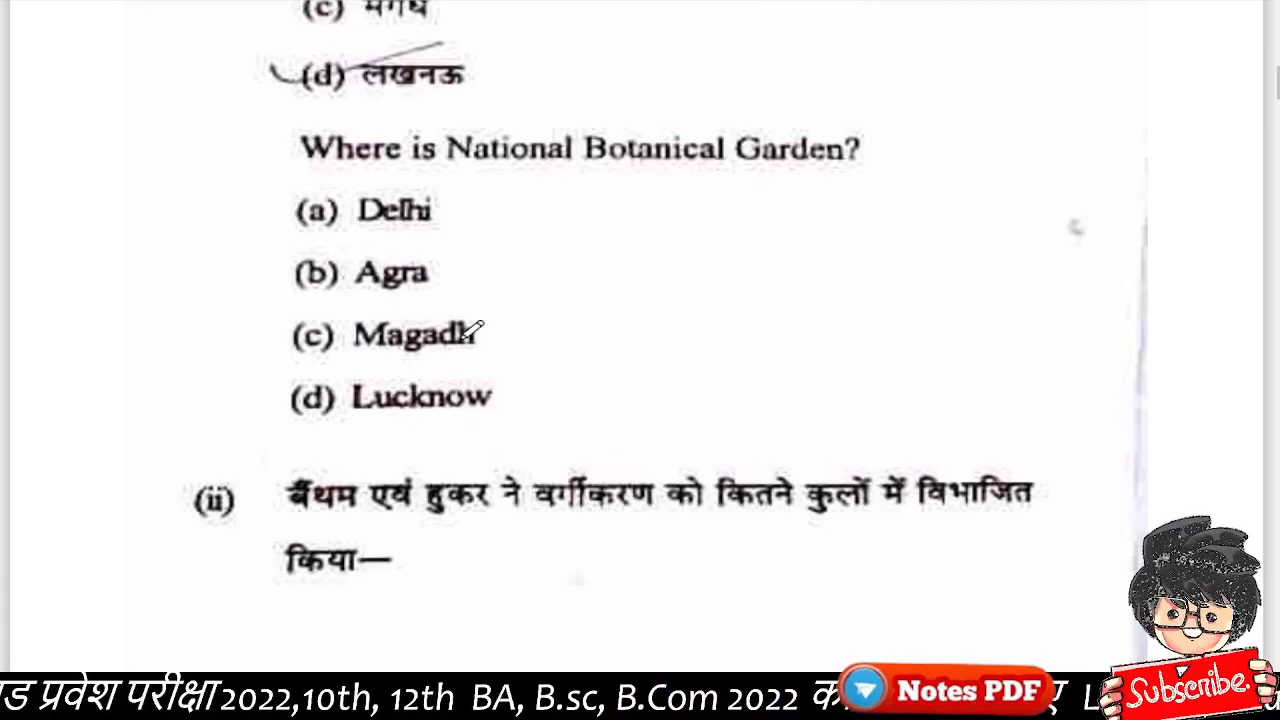 (c) मगध
(d) लखनऊ
Where is National Botanical Garden?
(a) Delhi
(b) Agra
(c) Magadh
(d) Lucknow
(ii) बैंथम एवं हुकर ने वर्गीकरण को कितने कुलों में विभाजित
किया—
प्रवेश परीक्षा 2022,10th, 12th BA, B.sc, B.Com 2022
Notes PDF
Subscribe